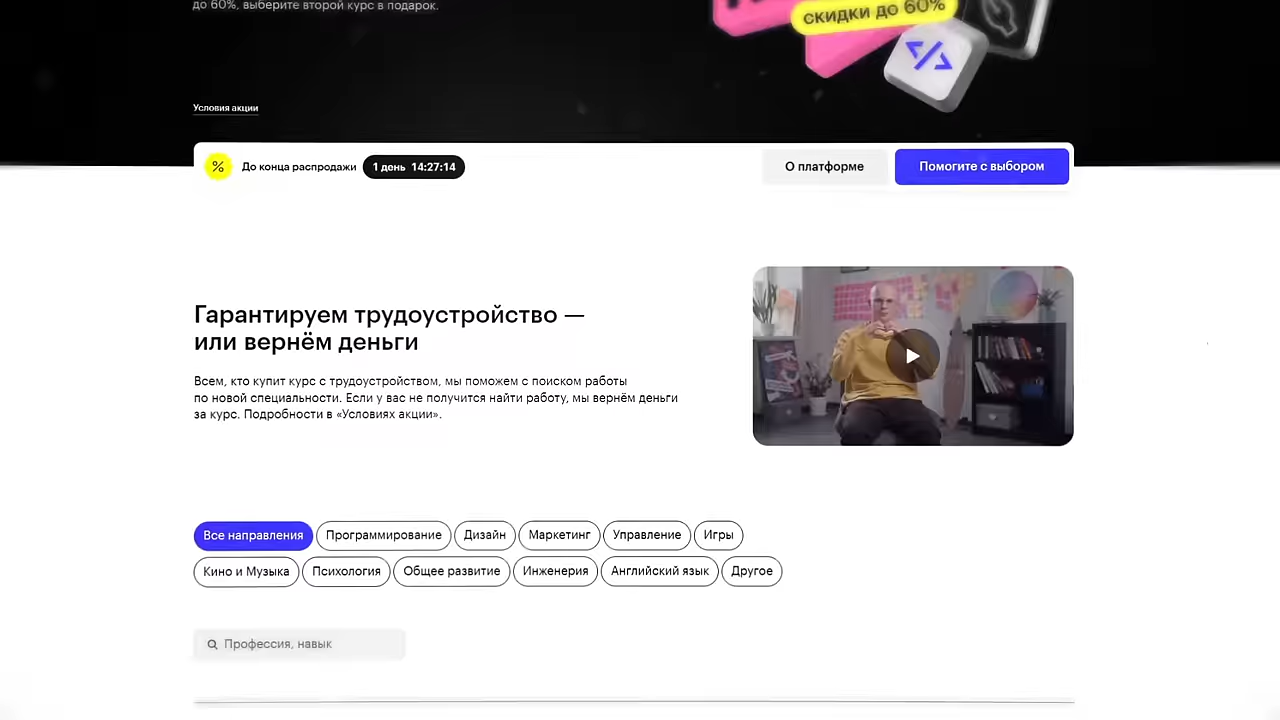 до 60%, выберите второй курс в подарок.
скидки до 60%
</>
Условия акции
%
До конца распродажи
1 день 14:27:14
О платформе
Помогите с выбором
Гарантируем трудоустройство —
или вернём деньги
Всем, кто купит курс с трудоустройством, мы поможем с поиском работы
по новой специальности. Если у вас не получится найти работу, мы вернём деньги
за курс. Подробности в «Условиях акции».
Все направления
Программирование
Дизайн
Маркетинг
Управление
Игры
Кино и Музыка
Психология
Общее развитие
Инженерия
Английский язык
Другое
Профессия, навык